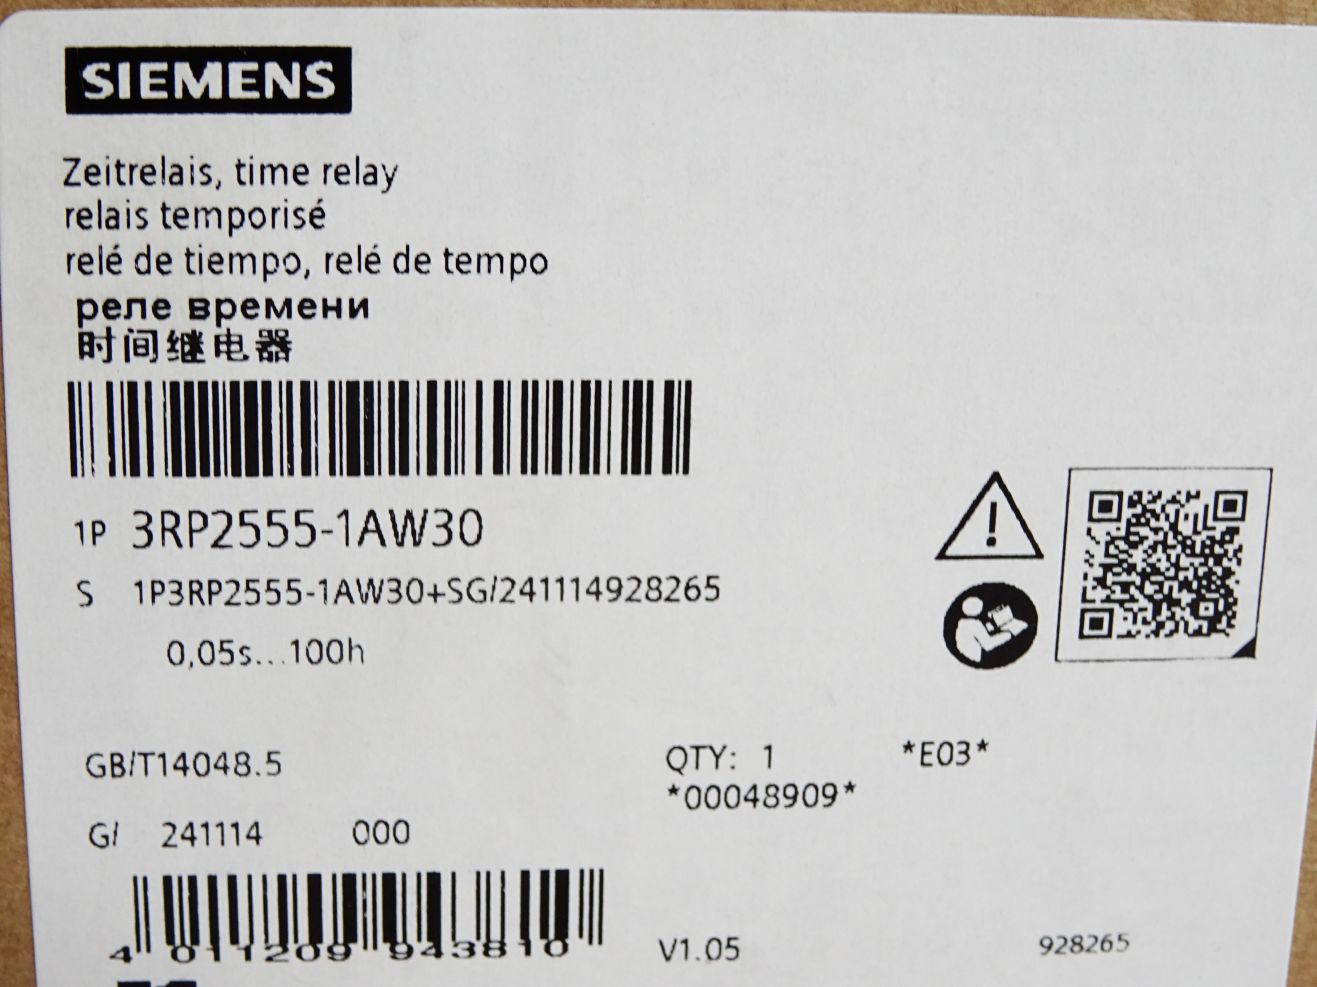 SIEMENS
Zeitrelais, time relay
relais temporisé
relé de tiempo, relé de tempo
реле времени
时间继电器
1P 3RP2555-1AW30
S 1P3RP2555-1AW30+SG/241114928265
0,05s...100h
GB/T14048.5
QTY: 1 *E03*
*00048909*
G/ 241114 000
4 011209 943810
V1.05
928265